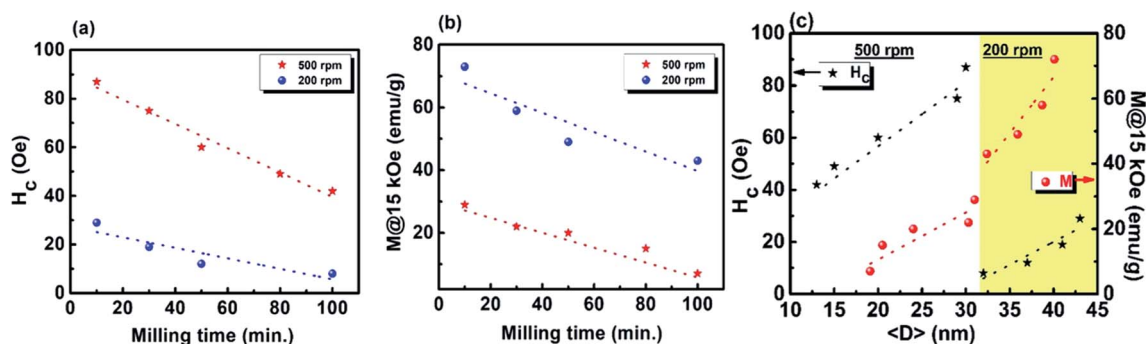 (a)
500 rpm
200 rpm
H_C (Oe)
100
80
60
40
20
0
0 20 40 60 80 100
Milling time (min.)
(b)
500 rpm
200 rpm
M@15 kOe (emu/g)
80
60
40
20
0 20 40 60 80 100
Milling time (min.)
(c)
500 rpm 200 rpm
H_C
M
H_C (Oe)
100
80
60
40
20
0
M@15 kOe (emu/g)
80
60
40
20
0
10 15 20 25 30 35 40 45
<D> (nm)